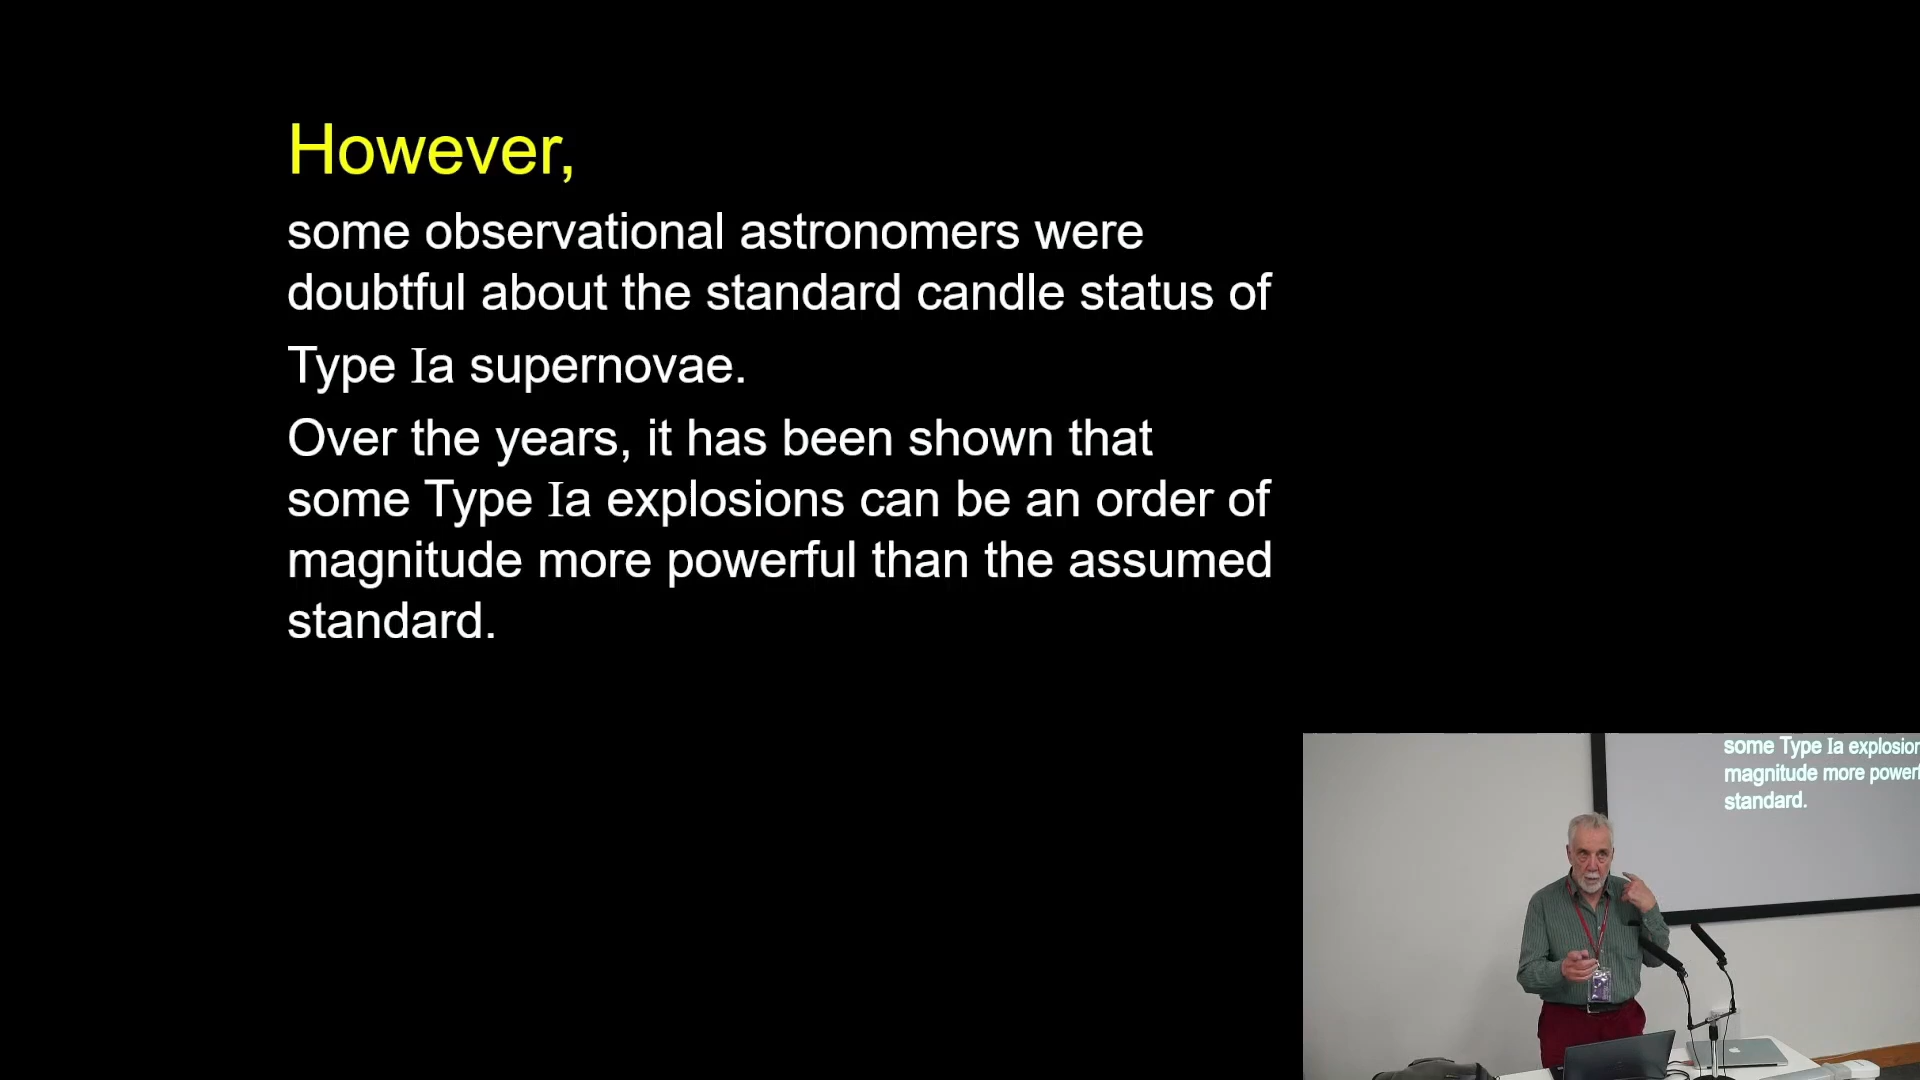 However,
some observational astronomers were
doubtful about the standard candle status of
Type Ia supernovae.
Over the years, it has been shown that
some Type Ia explosions can be an order of
magnitude more powerful than the assumed
standard.
some Type Ia explosion
magnitude more powerf
standard.